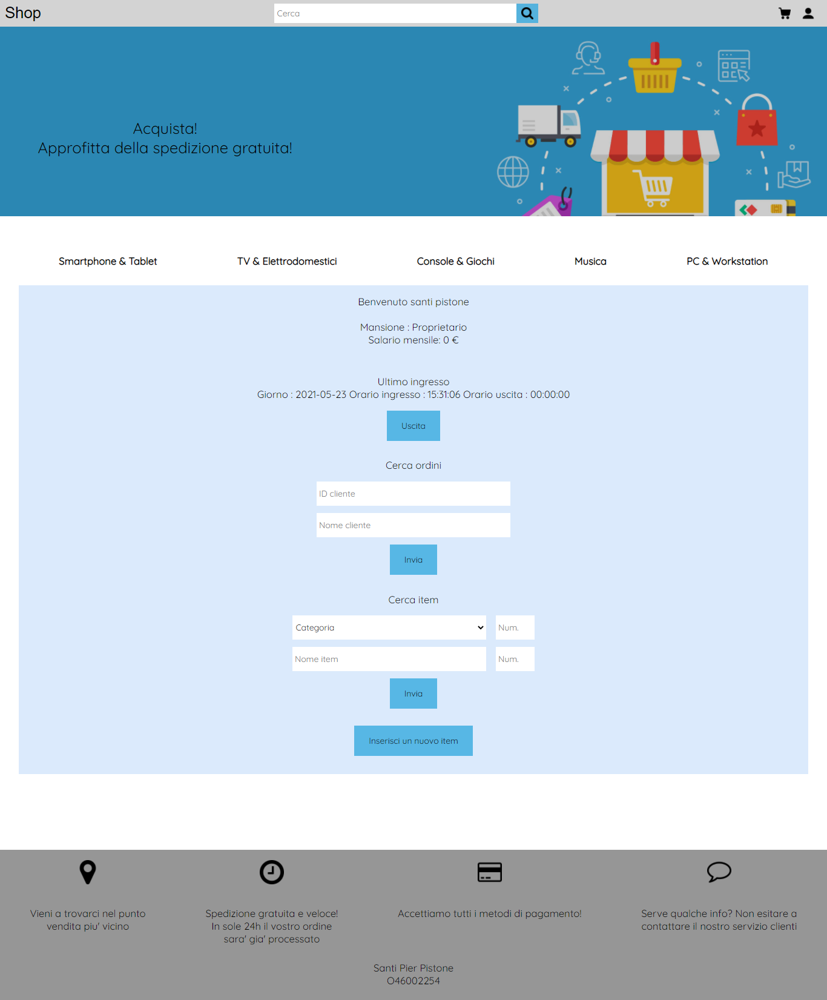 Shop
Cerca
Acquista!
Approfitta della spedizione gratuita!
Smartphone & Tablet
TV & Elettrodomestici
Console & Giochi
Musica
PC & Workstation
Benvenuto santi pistone
Mansione : Proprietario
Salario mensile: 0 €
Ultimo ingresso
Giorno : 2021-05-23 Orario ingresso : 15:31:06 Orario uscita : 00:00:00
Uscita
Cerca ordini
ID cliente
Nome cliente
Invia
Cerca item
Categoria
Num.
Nome item
Num.
Invia
Inserisci un nuovo item
Vieni a trovarci nel punto
vendita piu' vicino
Spedizione gratuita e veloce!
In sole 24h il vostro ordine
sara' gia' processato
Accettiamo tutti i metodi di pagamento!
Serve qualche info? Non esitare a
contattare il nostro servizio clienti
Santi Pier Pistone
O46002254